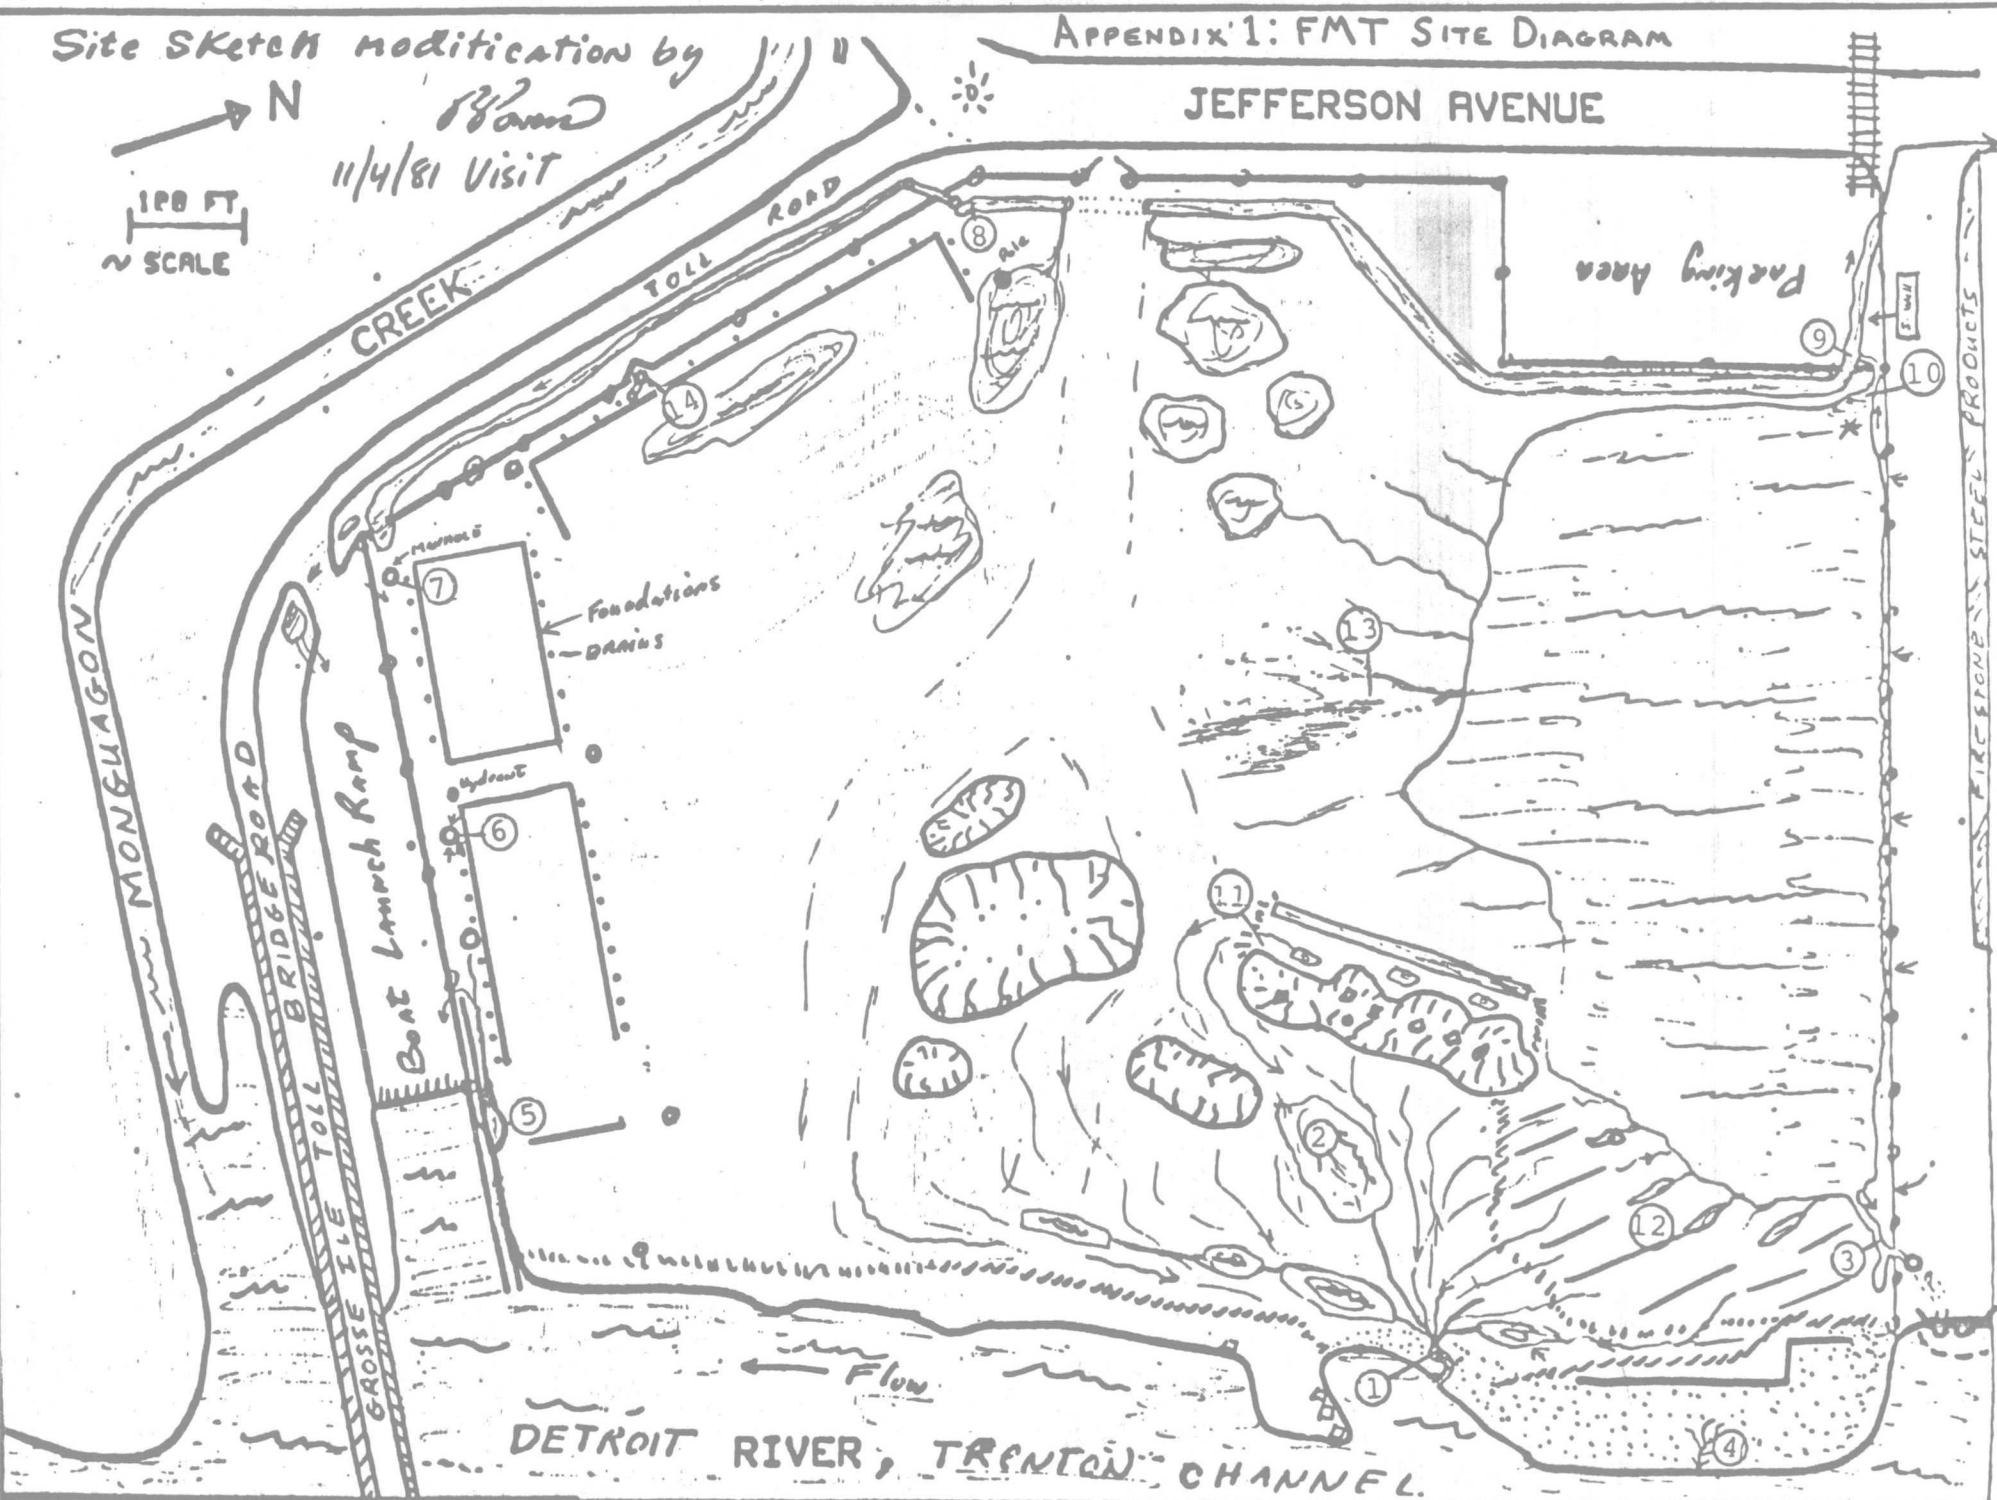 Site Sketch modification by
11/4/81 Visit
APPENDIX 1: FMT SITE DIAGRAM
N
100 FT.
~ SCALE
JEFFERSON AVENUE
CREEK
TOLL ROAD
8
Pole
Parking Area
9
10
14
Manhole
7
Foundations
DRAINS
13
FIRESTONE STEEL PRODUCTS
MONGUAGON
Boat Launch Ramp
Hydrant
6
11
GROSSE ILE TOLL BRIDGE ROAD
5
2
12
3
1
4
Flow
DETROIT RIVER, TRENTON CHANNEL.